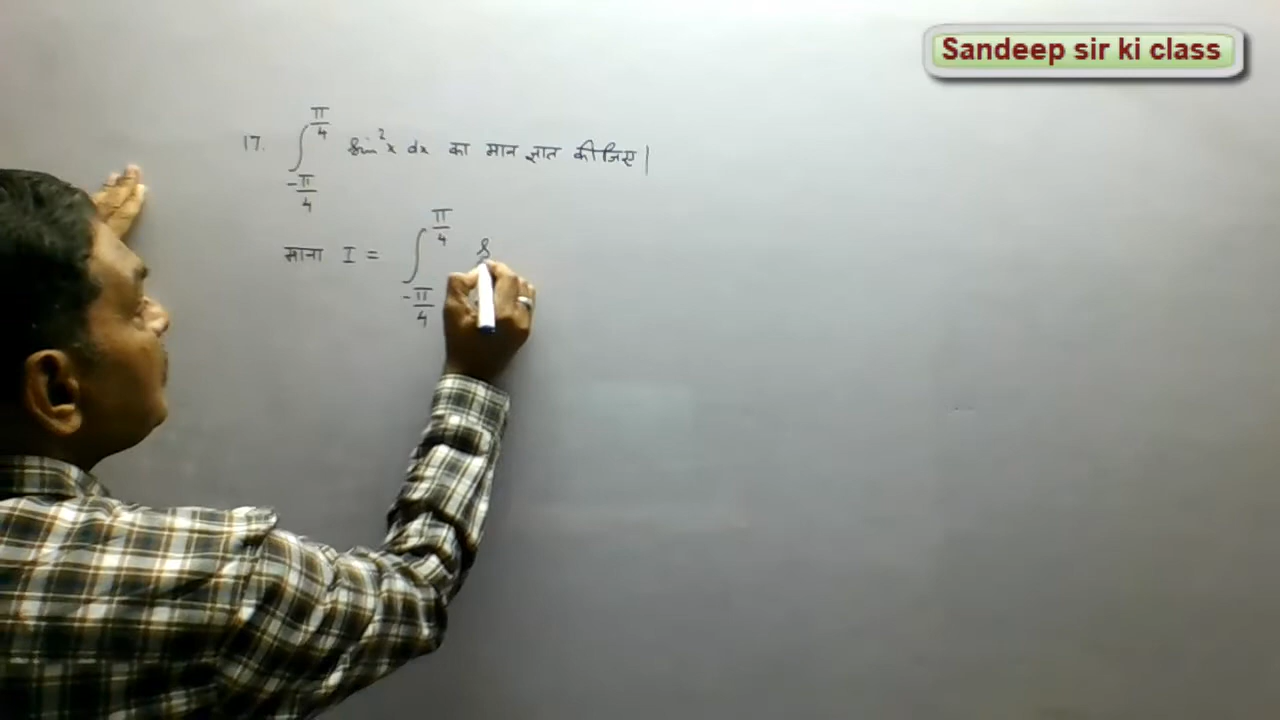 Sandeep sir ki class
17. ∫_{-π/4}^{π/4} sin²x dx का मान ज्ञात कीजिए|
माना I = ∫_{-π/4}^{π/4} s